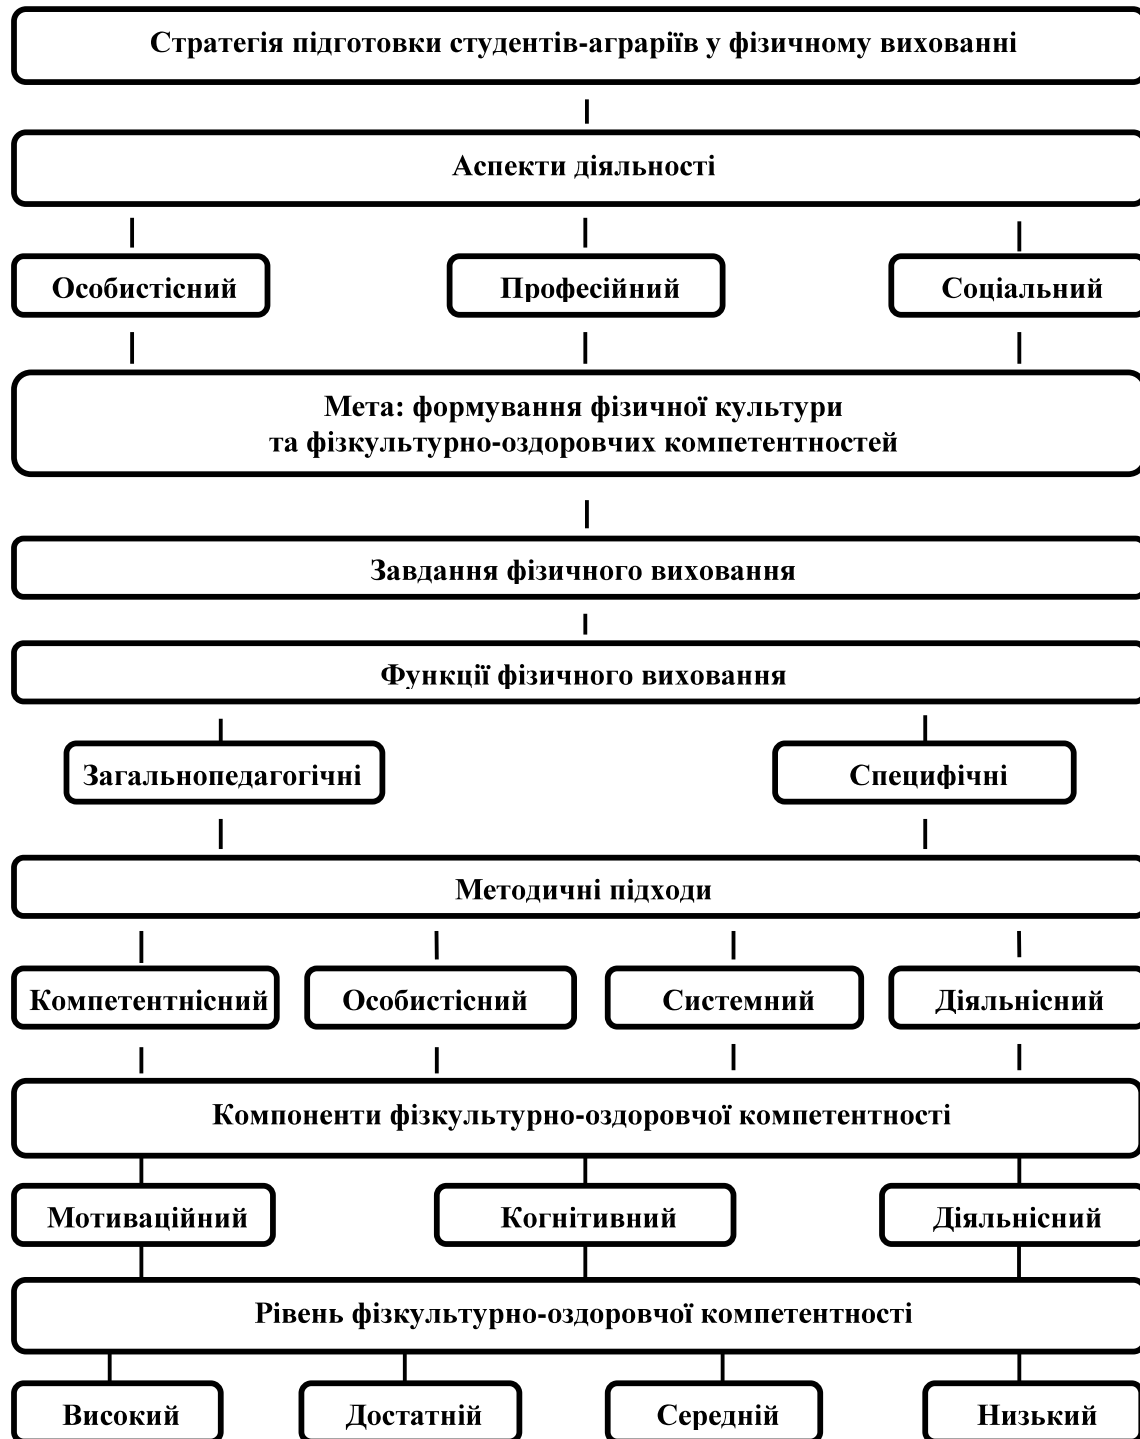 Стратегія підготовки студентів-аграріїв у фізичному вихованні
Аспекти діяльності
Особистісний
Професійний
Соціальний
Мета: формування фізичної культури
та фізкультурно-оздоровчих компетентностей
Завдання фізичного виховання
Функції фізичного виховання
Загальнопедагогічні
Специфічні
Методичні підходи
Компетентнісний
Особистісний
Системний
Діяльнісний
Компоненти фізкультурно-оздоровчої компетентності
Мотиваційний
Когнітивний
Діяльнісний
Рівень фізкультурно-оздоровчої компетентності
Високий
Достатній
Середній
Низький